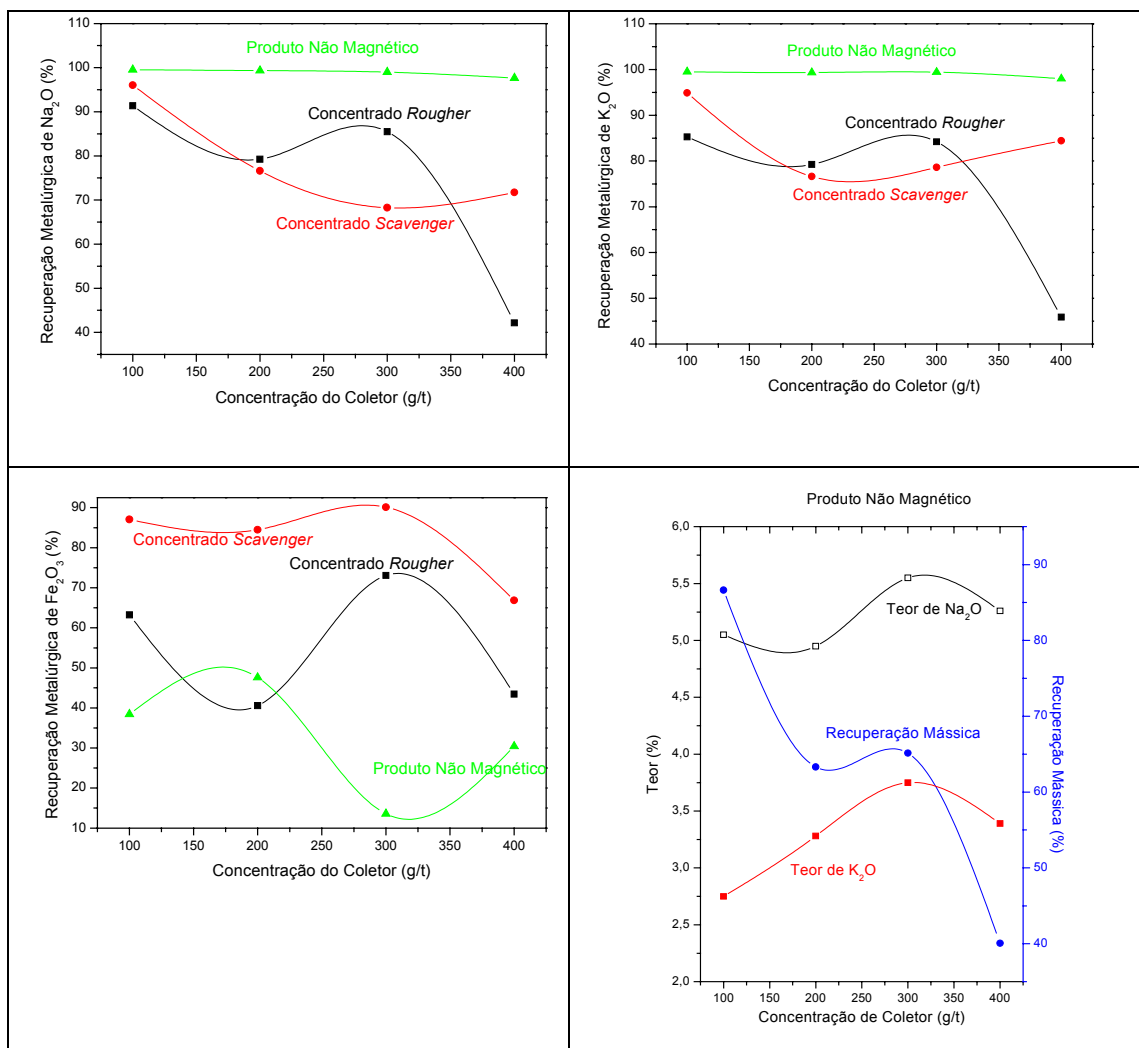 Recuperação Metalúrgica de Na₂O (%)
110
100
90
80
70
60
50
40
Produto Não Magnético
Concentrado Rougher
Concentrado Scavenger
100 150 200 250 300 350 400
Concentração do Coletor (g/t)
Recuperação Metalúrgica de K₂O (%)
110
100
90
80
70
60
50
40
Produto Não Magnético
Concentrado Rougher
Concentrado Scavenger
100 150 200 250 300 350 400
Concentração do Coletor (g/t)
Recuperação Metalúrgica de Fe₂O₃ (%)
90
80
70
60
50
40
30
20
10
Concentrado Scavenger
Concentrado Rougher
Produto Não Magnético
100 150 200 250 300 350 400
Concentração do Coletor (g/t)
Produto Não Magnético
Teor (%)
6,0
5,5
5,0
4,5
4,0
3,5
3,0
2,5
2,0
Teor de Na₂O
Recuperação Mássica
Teor de K₂O
90
80
70
60
50
40
Recuperação Mássica (%)
100 150 200 250 300 350 400
Concentração de Coletor (g/t)